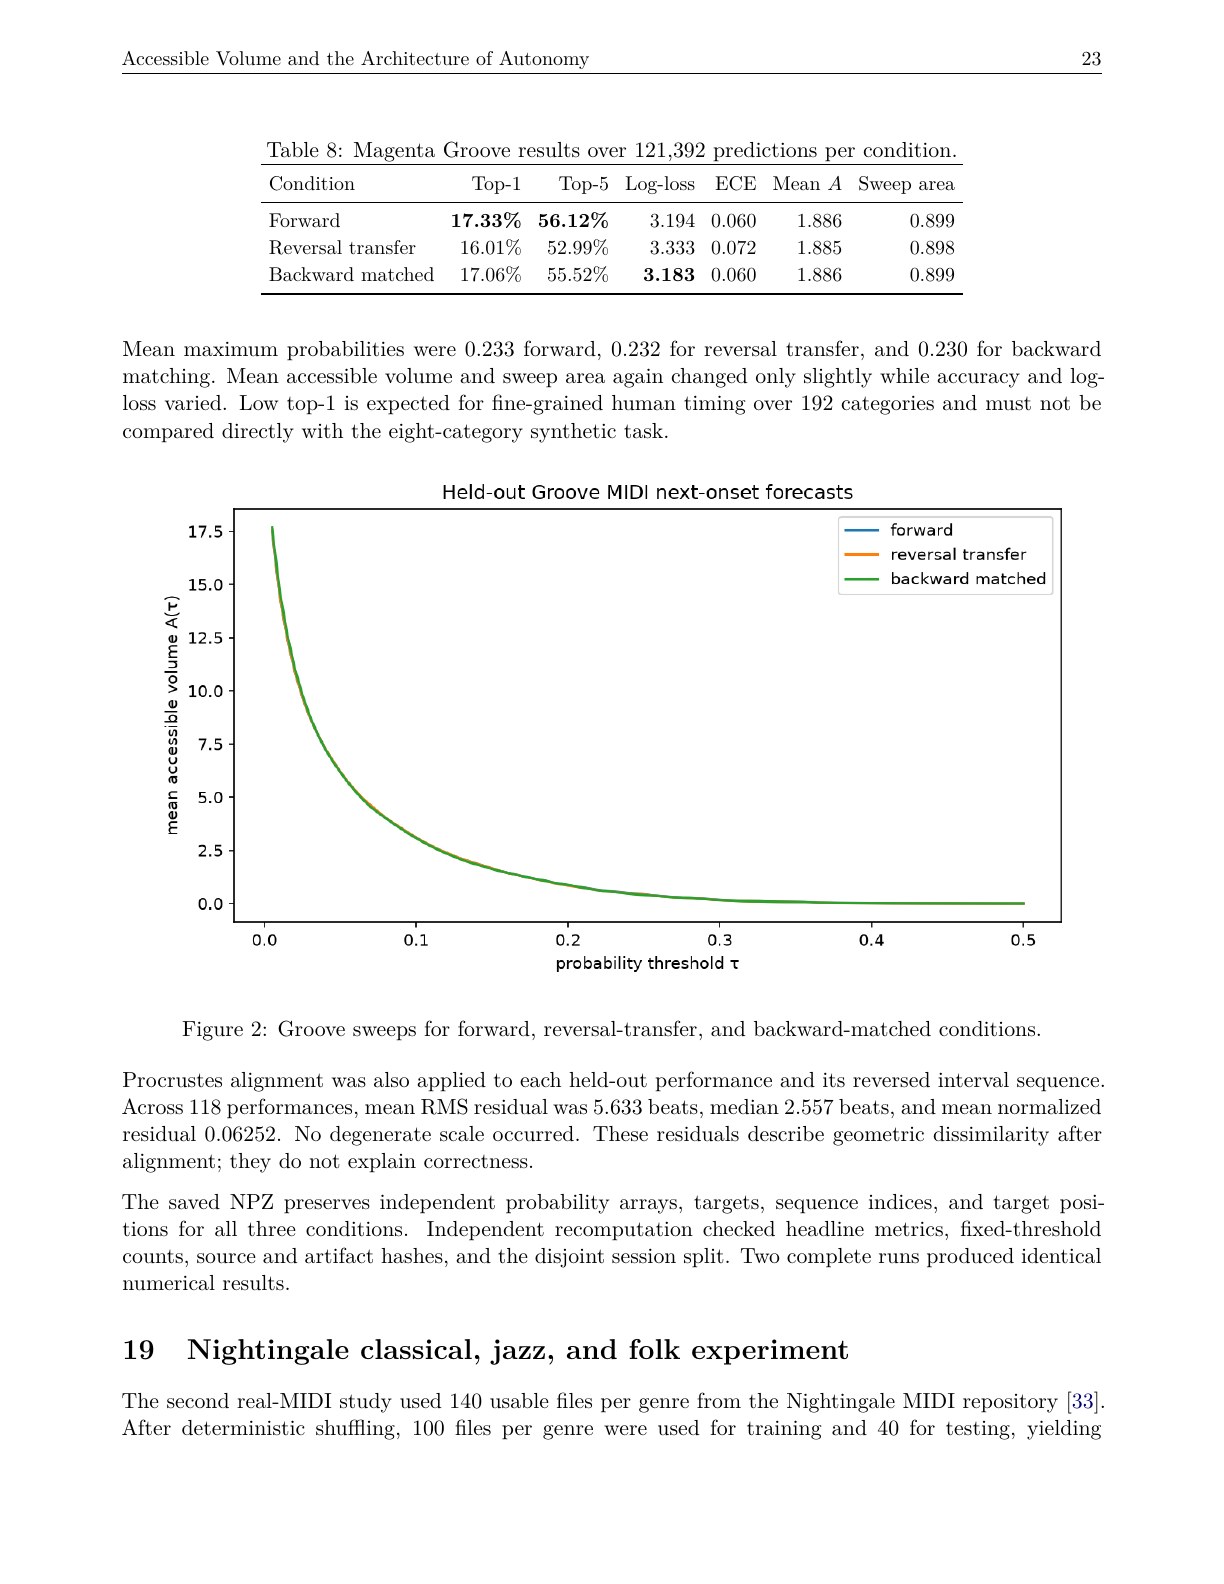 Accessible Volume and the Architecture of Autonomy 23
Table 8: Magenta Groove results over 121,392 predictions per condition.
Condition Top-1 Top-5 Log-loss ECE Mean A Sweep area
Forward 17.33% 56.12% 3.194 0.060 1.886 0.899
Reversal transfer 16.01% 52.99% 3.333 0.072 1.885 0.898
Backward matched 17.06% 55.52% 3.183 0.060 1.886 0.899
Mean maximum probabilities were 0.233 forward, 0.232 for reversal transfer, and 0.230 for backward
matching. Mean accessible volume and sweep area again changed only slightly while accuracy and log-
loss varied. Low top-1 is expected for fine-grained human timing over 192 categories and must not be
compared directly with the eight-category synthetic task.
Held-out Groove MIDI next-onset forecasts
forward
reversal transfer
backward matched
mean accessible volume A(τ)
17.5
15.0
12.5
10.0
7.5
5.0
2.5
0.0
0.0 0.1 0.2 0.3 0.4 0.5
probability threshold τ
Figure 2: Groove sweeps for forward, reversal-transfer, and backward-matched conditions.
Procrustes alignment was also applied to each held-out performance and its reversed interval sequence.
Across 118 performances, mean RMS residual was 5.633 beats, median 2.557 beats, and mean normalized
residual 0.06252. No degenerate scale occurred. These residuals describe geometric dissimilarity after
alignment; they do not explain correctness.
The saved NPZ preserves independent probability arrays, targets, sequence indices, and target posi-
tions for all three conditions. Independent recomputation checked headline metrics, fixed-threshold
counts, source and artifact hashes, and the disjoint session split. Two complete runs produced identical
numerical results.
19 Nightingale classical, jazz, and folk experiment
The second real-MIDI study used 140 usable files per genre from the Nightingale MIDI repository [33].
After deterministic shuffling, 100 files per genre were used for training and 40 for testing, yielding